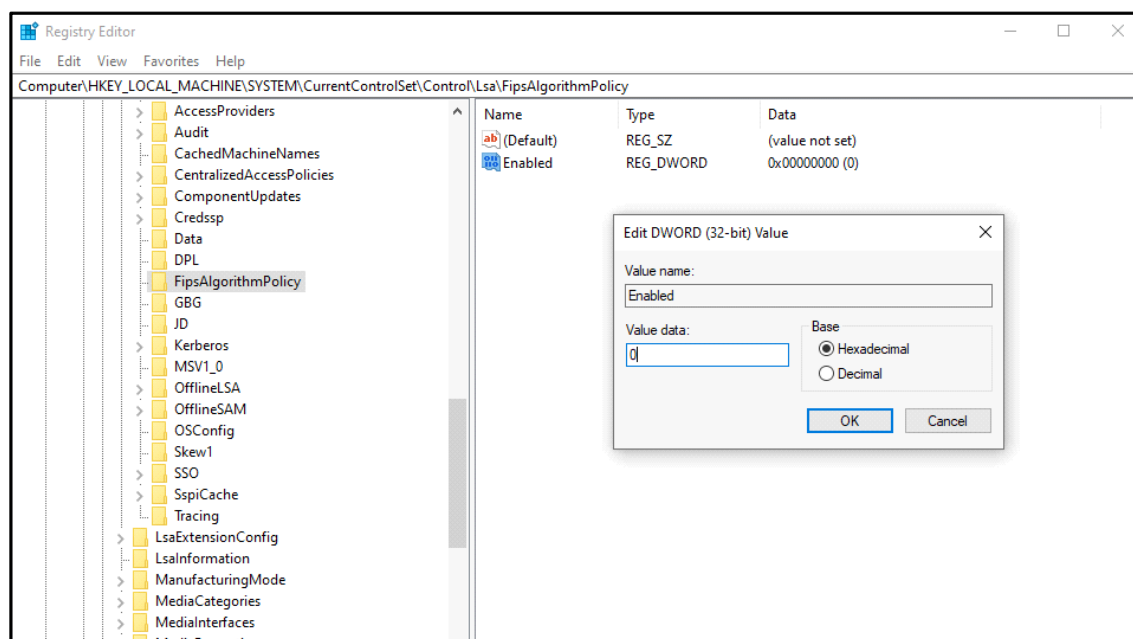 Registry Editor
File Edit View Favorites Help
Computer\HKEY_LOCAL_MACHINE\SYSTEM\CurrentControlSet\Control\Lsa\FipsAlgorithmPolicy
AccessProviders
Audit
CachedMachineNames
CentralizedAccessPolicies
ComponentUpdates
Credssp
Data
DPL
FipsAlgorithmPolicy
GBG
JD
Kerberos
MSV1_0
OfflineLSA
OfflineSAM
OSConfig
Skew1
SSO
SspiCache
Tracing
LsaExtensionConfig
LsaInformation
ManufacturingMode
MediaCategories
MediaInterfaces
Name Type Data
(Default) REG_SZ (value not set)
Enabled REG_DWORD 0x00000000 (0)
Edit DWORD (32-bit) Value
Value name:
Enabled
Value data:
0
Base
Hexadecimal
Decimal
OK Cancel